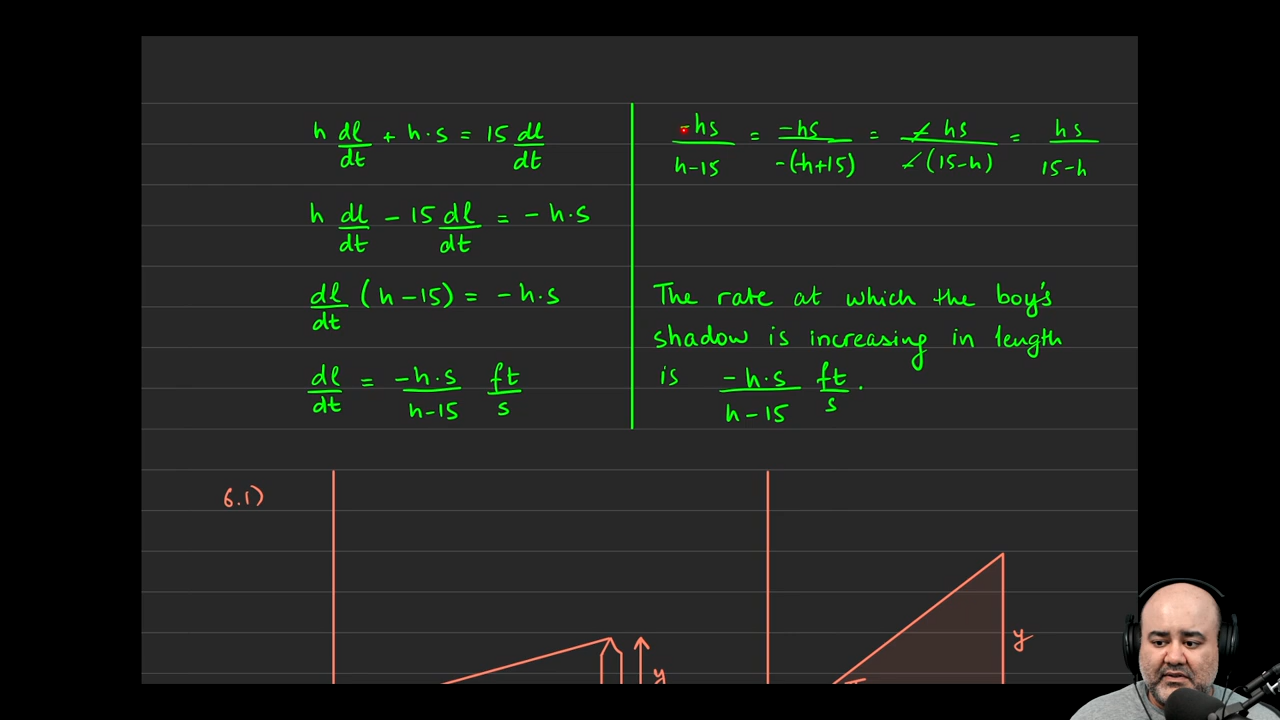 h dl/dt + h·s = 15 dl/dt
h dl/dt - 15 dl/dt = -h·s
dl/dt (h-15) = -h·s
dl/dt = -h·s/h-15 ft/s
-hs/h-15 = -hs/-(-h+15) = -hs/-(15-h) = hs/15-h
The rate at which the boy's
shadow is increasing in length
is -h·s/h-15 ft/s.
6.1)
y
y